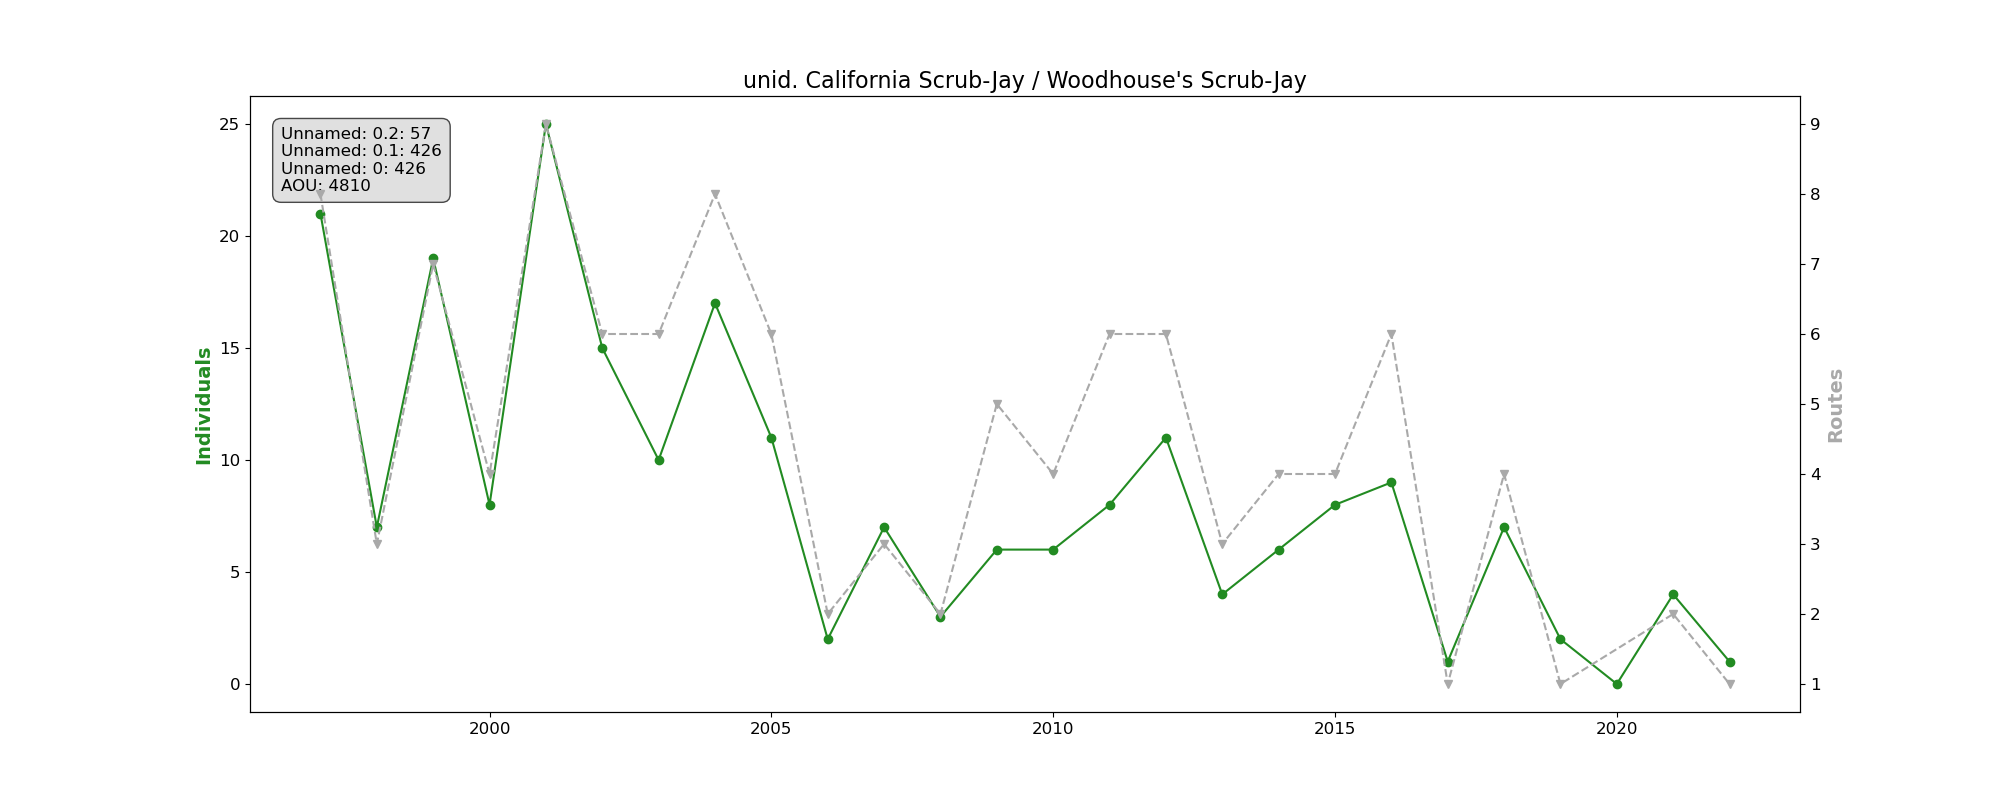 unid. California Scrub-Jay / Woodhouse's Scrub-Jay
Unnamed: 0.2: 57
Unnamed: 0.1: 426
Unnamed: 0: 426
AOU: 4810
Individuals
25
20
15
10
5
0
Routes
9
8
7
6
5
4
3
2
1
2000
2005
2010
2015
2020